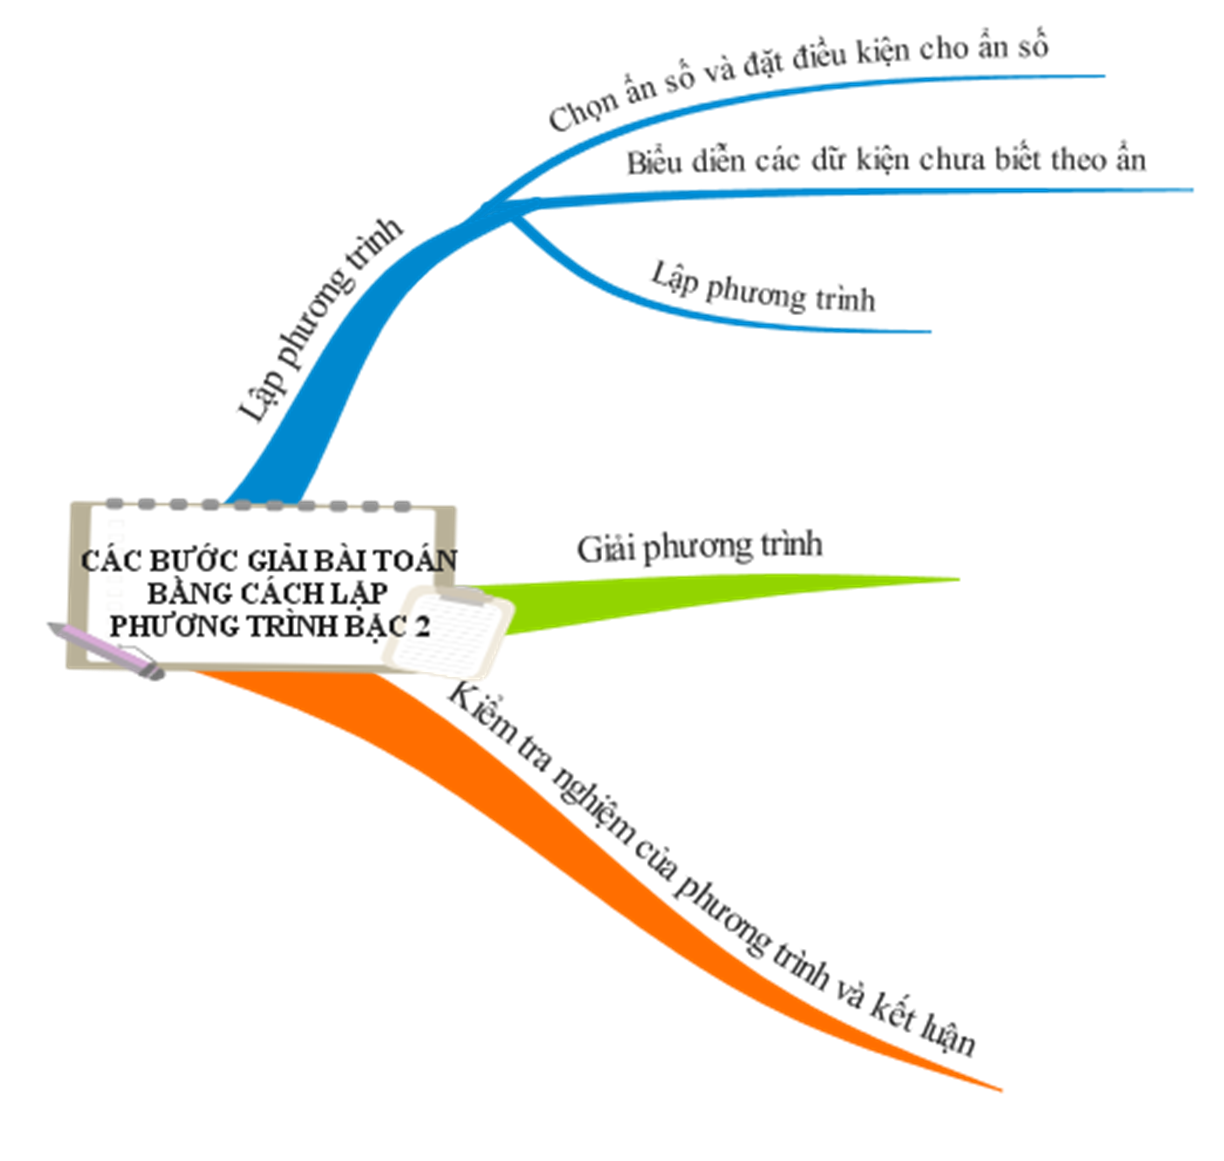 Chọn ẩn số và đặt điều kiện cho ẩn số
Biểu diễn các dữ kiện chưa biết theo ẩn
Lập phương trình
Lập phương trình
CÁC BƯỚC GIẢI BÀI TOÁN
BẰNG CÁCH LẬP
PHƯƠNG TRÌNH BẬC 2
Giải phương trình
Kiểm tra nghiệm của phương trình và kết luận